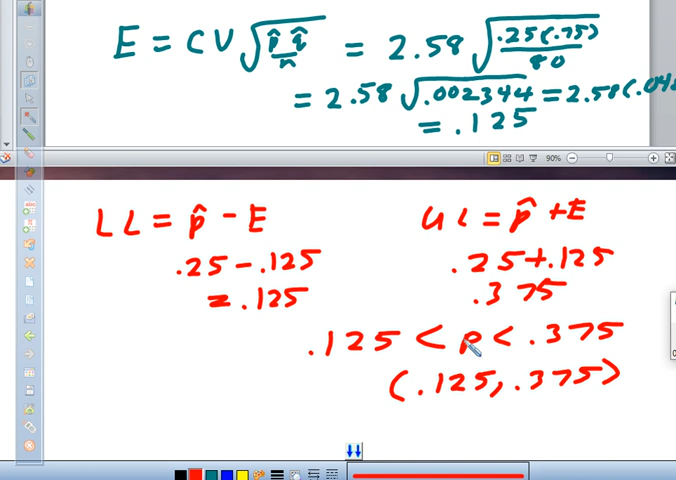 E = CV √(p̂ q̂ / n) = 2.58 √(.25(.75) / 80)
= 2.58 √.002344 = 2.58(.04
= .125
90%
LL = p̂ - E
UL = p̂ + E
.25 - .125
.25 + .125
= .125
.375
.125 < p < .375
(.125, .375)